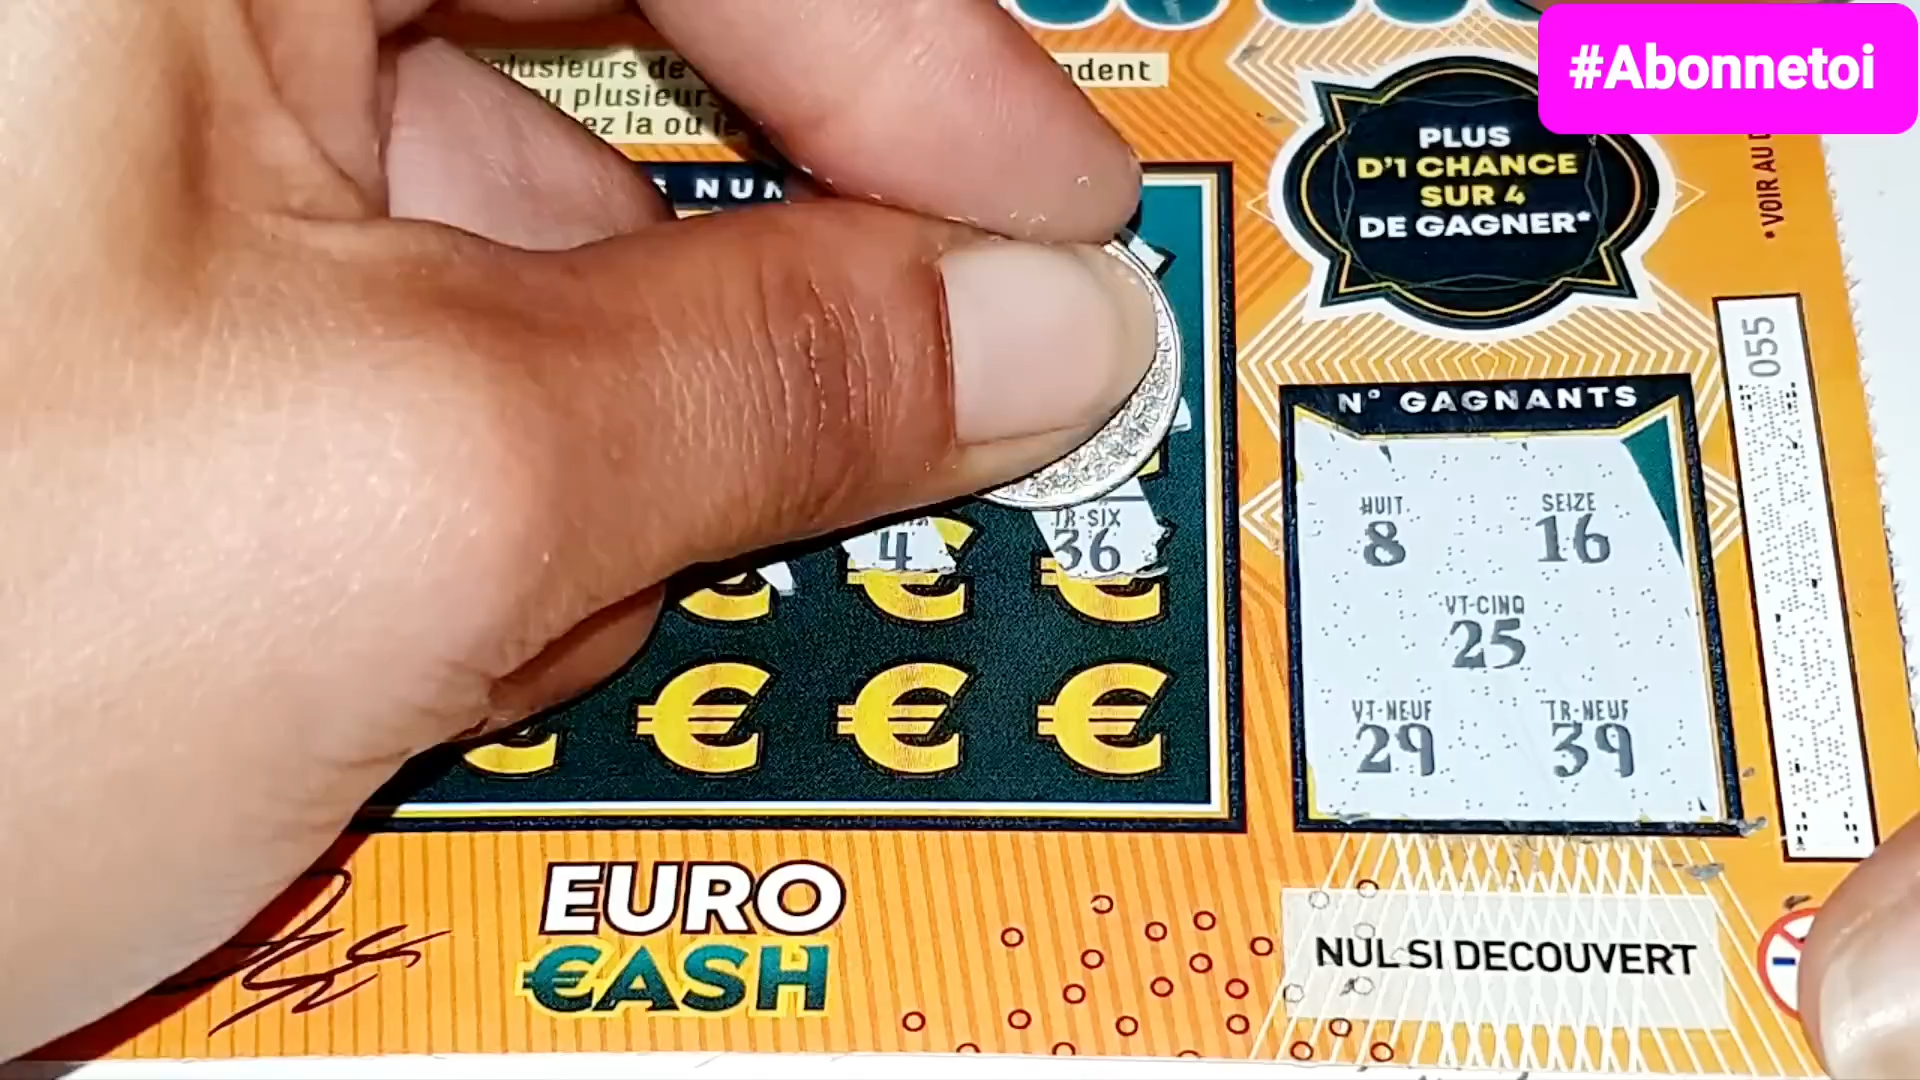 #Abonnetoi
plusieurs de
ou plusieurs
ez la ou
PLUS
D'1 CHANCE
SUR 4
DE GAGNER*
*VOIR AU
055
N° GAGNANTS
HUIT
8
SEIZE
16
VT-CINQ
25
VT-NEUF
29
TR-NEUF
39
4
TR-SIX
36
EURO
€ASH
NUL SI DECOUVERT